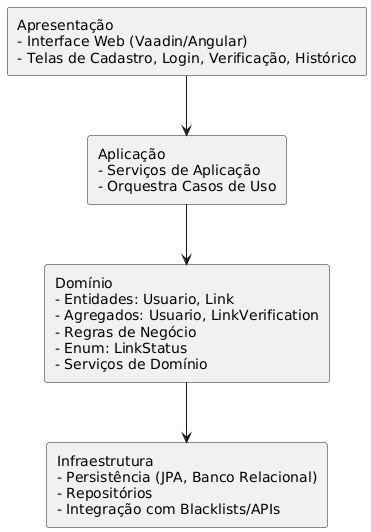 Apresentação
- Interface Web (Vaadin/Angular)
- Telas de Cadastro, Login, Verificação, Histórico
Aplicação
- Serviços de Aplicação
- Orquestra Casos de Uso
Domínio
- Entidades: Usuario, Link
- Agregados: Usuario, LinkVerification
- Regras de Negócio
- Enum: LinkStatus
- Serviços de Domínio
Infraestrutura
- Persistência (JPA, Banco Relacional)
- Repositórios
- Integração com Blacklists/APIs